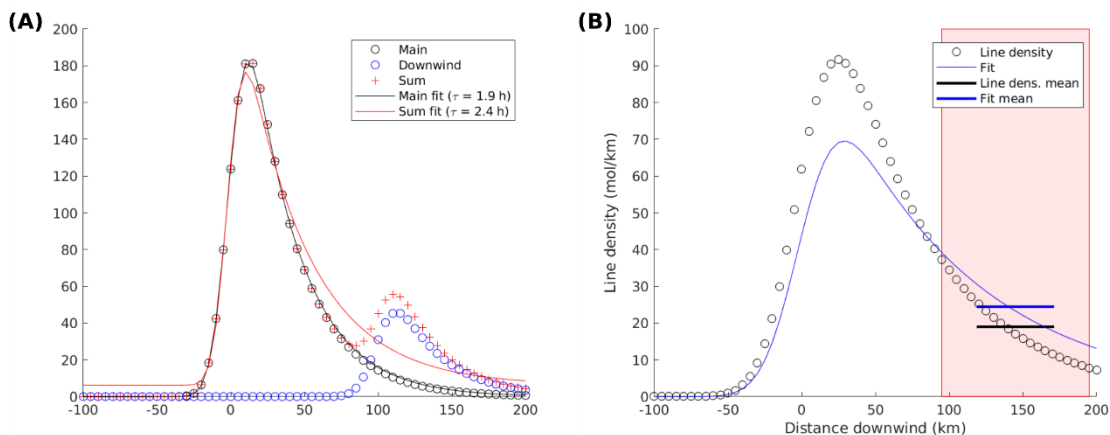 (A)
200
180
160
140
120
100
80
60
40
20
0
-100
-50
0
50
100
150
200
Main
Downwind
Sum
Main fit (τ = 1.9 h)
Sum fit (τ = 2.4 h)
(B)
Line density (mol/km)
100
90
80
70
60
50
40
30
20
10
0
-100
-50
0
50
100
150
200
Distance downwind (km)
Line density
Fit
Line dens. mean
Fit mean